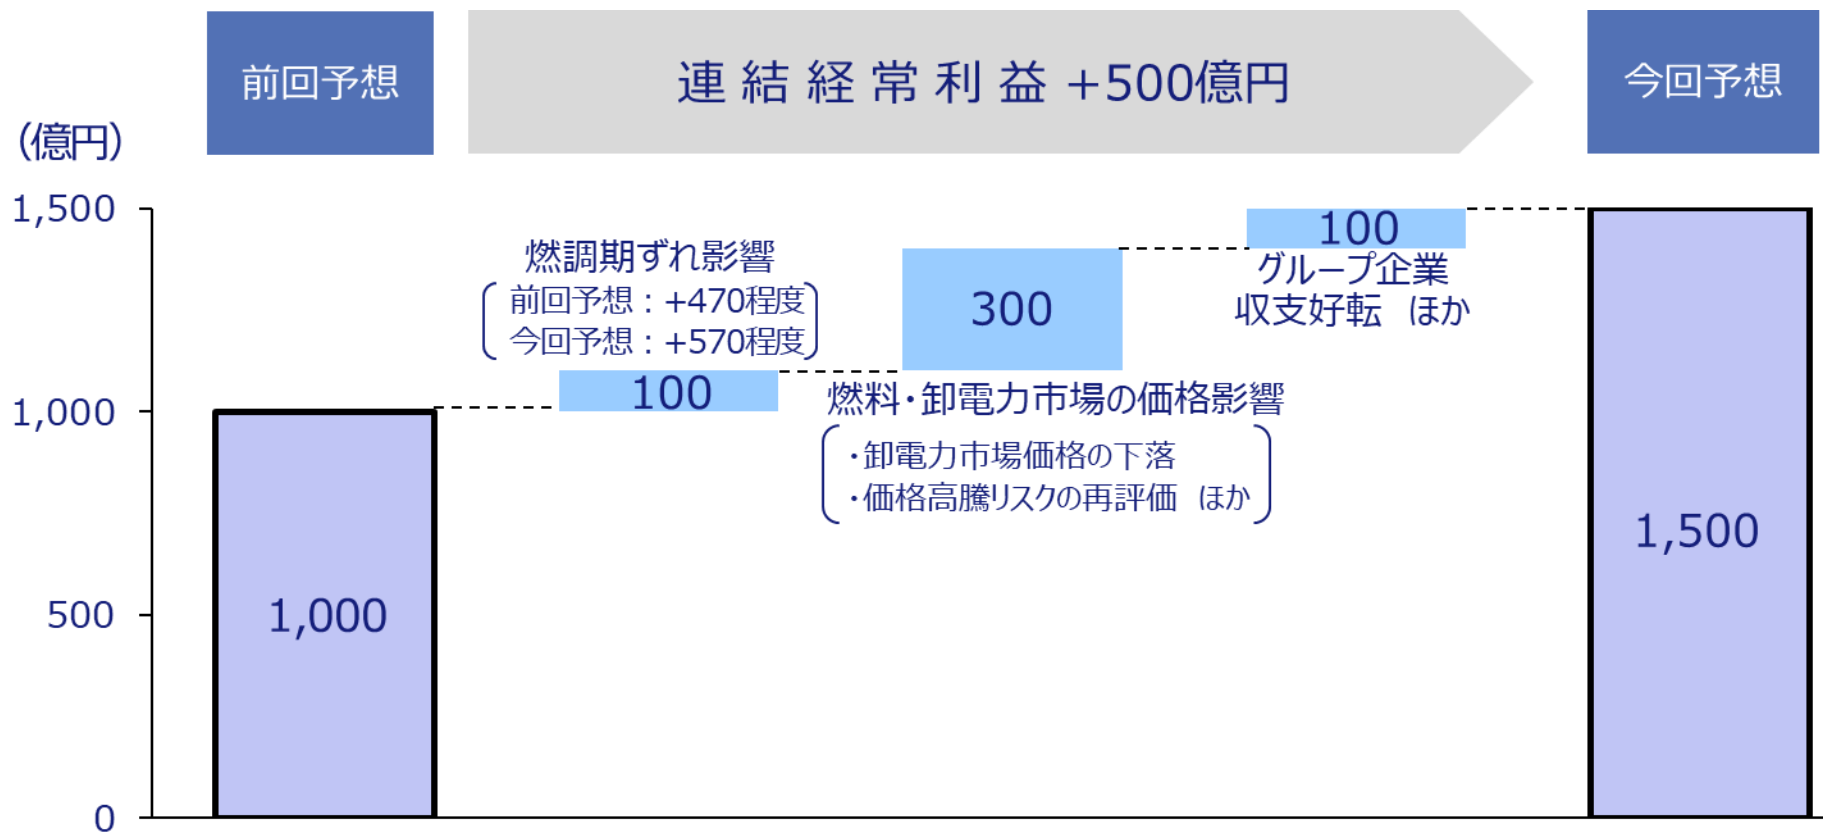 前回予想
連結経常利益 +500億円
今回予想
(億円)
1,500
1,000
500
0
1,000
燃調期ずれ影響
前回予想：+470程度
今回予想：+570程度
100
300
燃料・卸電力市場の価格影響
・卸電力市場価格の下落
・価格高騰リスクの再評価 ほか
100
グループ企業
収支好転 ほか
1,500